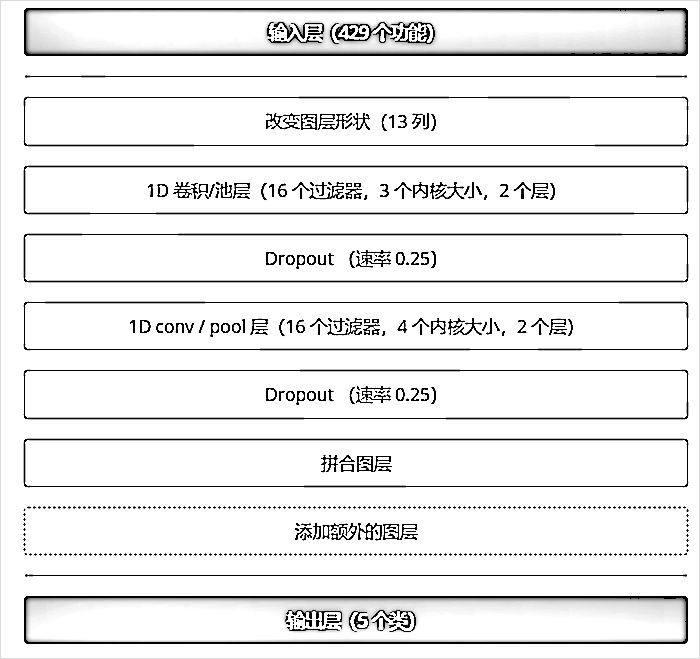 输入层（429 个功能）
改变图层形状（13 列）
1D 卷积/池层（16 个过滤器，3 个内核大小，2 个层）
Dropout （速率 0.25）
1D conv / pool 层（16 个过滤器，4 个内核大小，2 个层）
Dropout （速率 0.25）
拼合图层
添加额外的图层
输出层（5 个类）